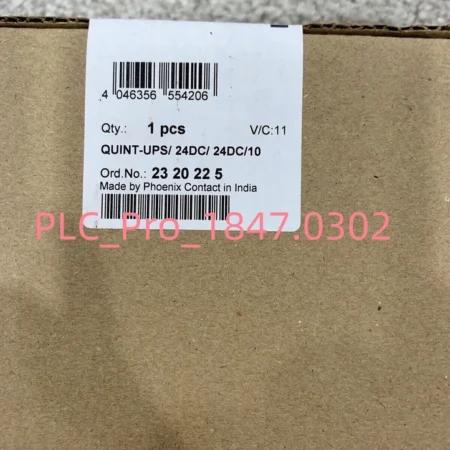 4 046356 554206
Qty.: 1 pcs V/C:11
QUINT-UPS/ 24DC/ 24DC/10
Ord.No.: 23 20 22 5
Made by Phoenix Contact in India
PLC_Pro_1847.0302